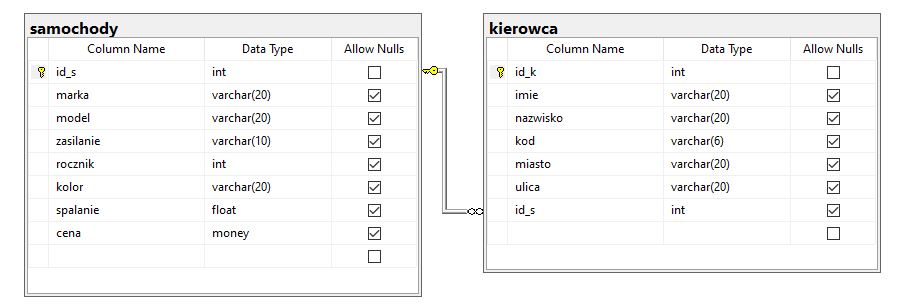 samochody
Column Name Data Type Allow Nulls
id_s int
marka varchar(20)
model varchar(20)
zasilanie varchar(10)
rocznik int
kolor varchar(20)
spalanie float
cena money
kierowca
Column Name Data Type Allow Nulls
id_k int
imie varchar(20)
nazwisko varchar(20)
kod varchar(6)
miasto varchar(20)
ulica varchar(20)
id_s int